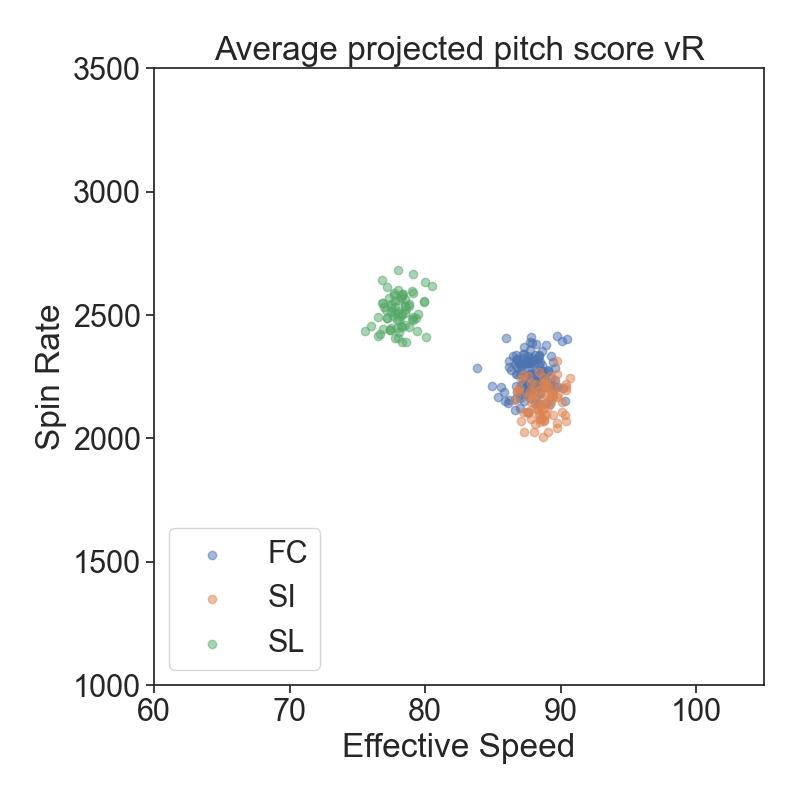 Average projected pitch score vR
3500
3000
2500
2000
1500
1000
Spin Rate
FC
SI
SL
60 70 80 90 100
Effective Speed